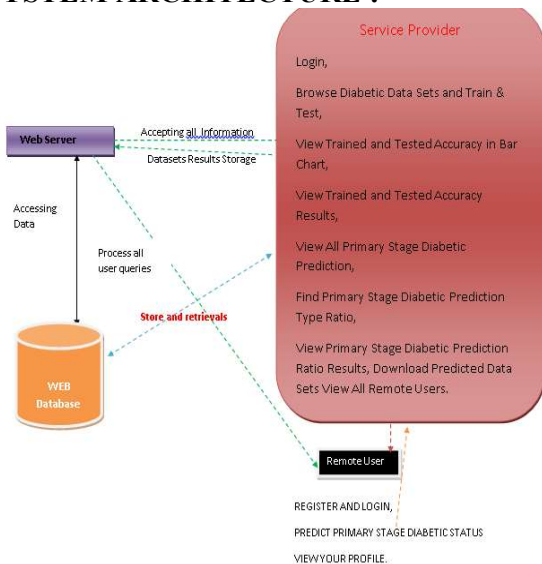 YSTEM ARCHITECTURE :
Service Provider
Login,
Browse Diabetic Data Sets and Train &
Test,
View Trained and Tested Accuracy in Bar
Chart,
View Trained and Tested Accuracy
Results,
View All Primary Stage Diabetic
Prediction,
Find Primary Stage Diabetic Prediction
Type Ratio,
View Primary Stage Diabetic Prediction
Ratio Results, Download Predicted Data
Sets View All Remote Users.
Web Server
Accepting all Information
Datasets Results Storage
Accessing
Data
Process all
user queries
Store and retrievals
WEB
Database
Remote User
REGISTER AND LOGIN,
PREDICT PRIMARY STAGE DIABETIC STATUS
VIEW YOUR PROFILE.